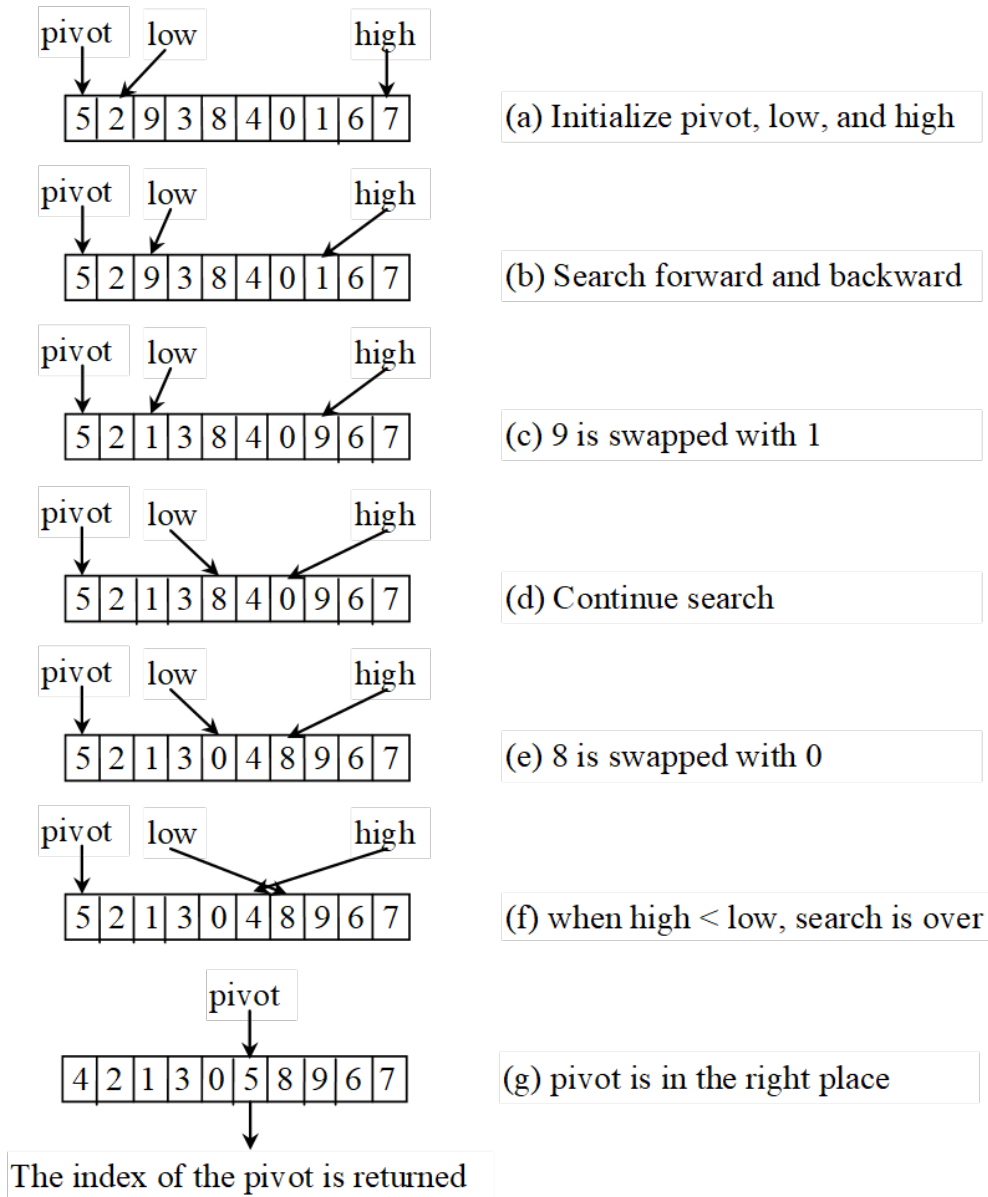 pivot low high
5 2 9 3 8 4 0 1 6 7 (a) Initialize pivot, low, and high
pivot low high
5 2 9 3 8 4 0 1 6 7 (b) Search forward and backward
pivot low high
5 2 1 3 8 4 0 9 6 7 (c) 9 is swapped with 1
pivot low high
5 2 1 3 8 4 0 9 6 7 (d) Continue search
pivot low high
5 2 1 3 0 4 8 9 6 7 (e) 8 is swapped with 0
pivot low high
5 2 1 3 0 4 8 9 6 7 (f) when high < low, search is over
pivot
4 2 1 3 0 5 8 9 6 7 (g) pivot is in the right place
The index of the pivot is returned